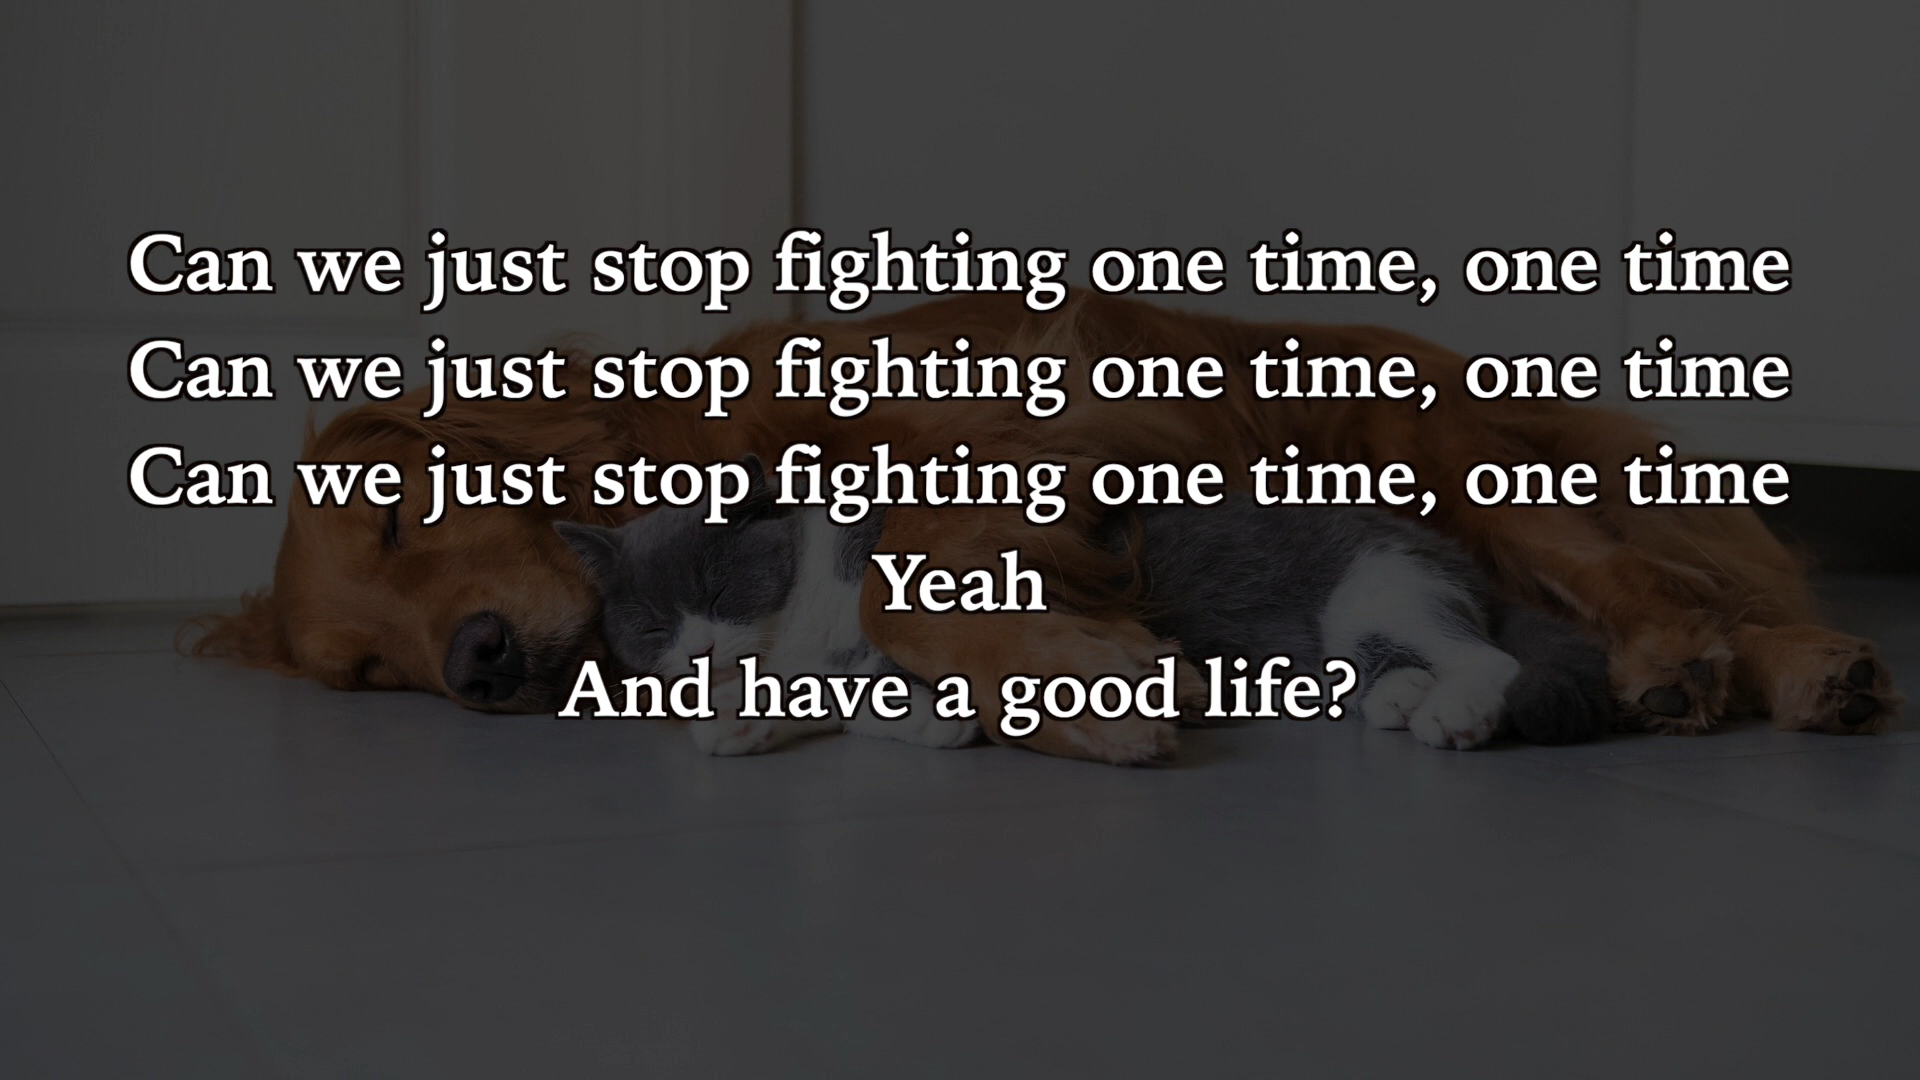 Can we just stop fighting one time, one time
Can we just stop fighting one time, one time
Can we just stop fighting one time, one time
Yeah
And have a good life?